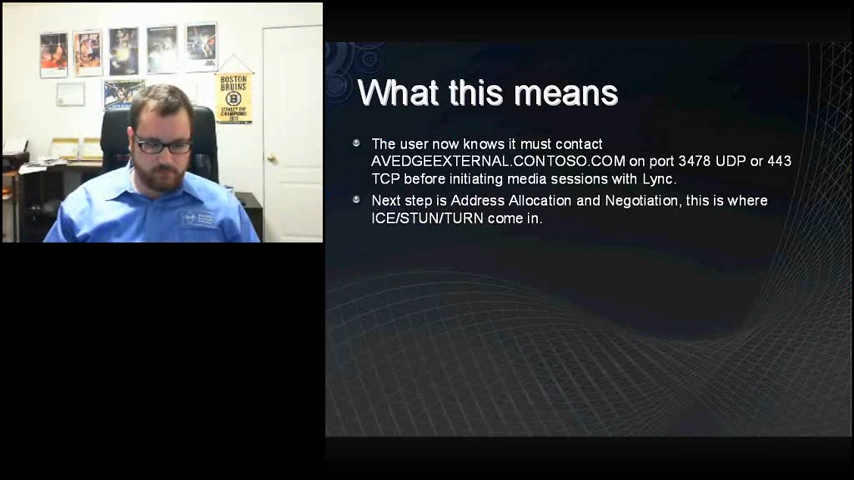 BOSTON
BRUINS
What this means
The user now knows it must contact
AVEDGEEXTERNAL.CONTOSO.COM on port 3478 UDP or 443
TCP before initiating media sessions with Lync.
Next step is Address Allocation and Negotiation, this is where
ICE/STUN/TURN come in.